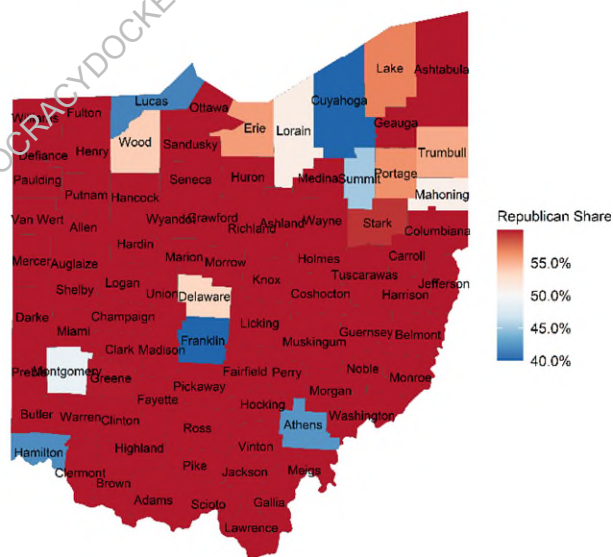 OCRACYDOCKE
Lake Ashtabula
Lucas Ottawa Cuyahoga
Fulton Erie Lorain Geauga
Wood Sandusky Trumbull
Defiance Henry
Paulding Seneca Huron Medina Summit Portage
Putnam Hancock Mahoning
Van Wert Allen Wyandot Crawford Richland Ashland Wayne Stark Columbiana
Hardin
Mercer Auglaize Marion Morrow Holmes Carroll
Shelby Logan Union Delaware Knox Coshocton Tuscarawas Harrison Jefferson
Darke Miami Champaign Licking Guernsey Belmont
Clark Madison Franklin Muskingum
Montgomery Greene Fairfield Perry Noble Monroe
Pickaway Morgan
Butler Warren Clinton Fayette Hocking Washington
Ross Athens
Hamilton Highland Vinton
Clermont Pike Jackson Meigs
Brown
Adams Scioto Gallia
Lawrence
Republican Share
55.0%
50.0%
45.0%
40.0%